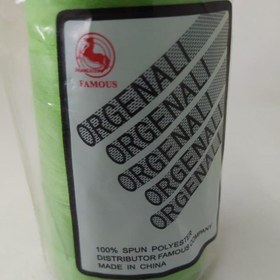 FAMOUS
ORGENALI
ORGENALI
ORGENALI
ORGENALI
ORGENALI
100% SPUN POLYESTER
DISTRIBUTOR FAMOUS COMPANY
MADE IN CHINA